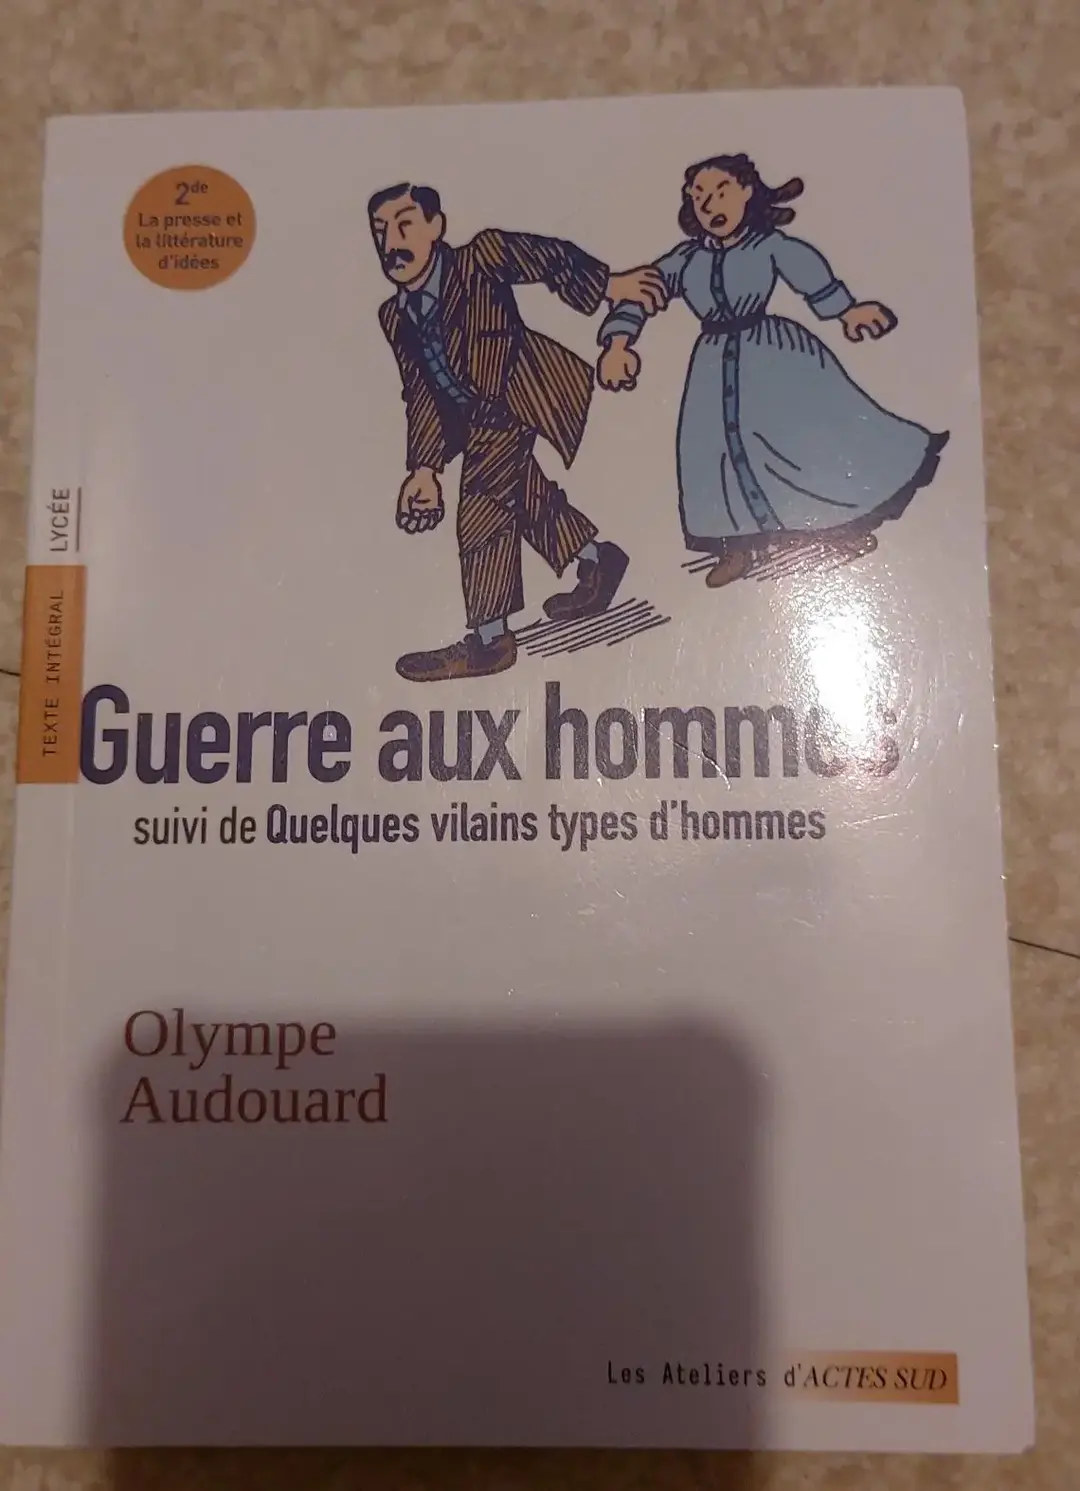 2de
La presse et
la littérature
d'idées
LYCÉE
TEXTE INTÉGRAL
Guerre aux hommes
suivi de Quelques vilains types d'hommes
Olympe
Audouard
Les Ateliers d'ACTES SUD